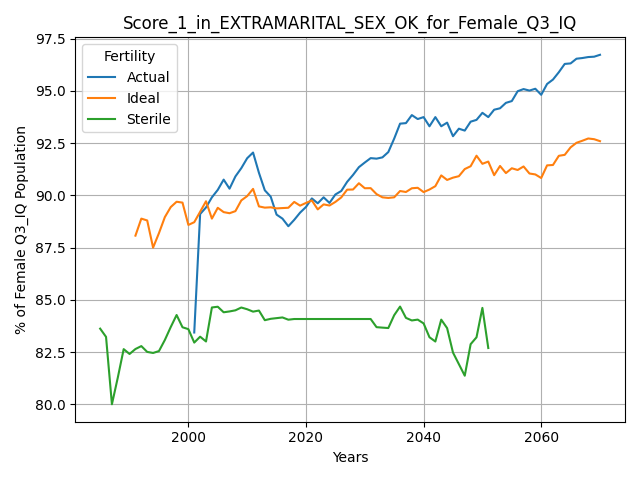 Score_1_in_EXTRAMARITAL_SEX_OK_for_Female_Q3_IQ
Fertility
Actual
Ideal
Sterile
% of Female Q3_IQ Population
97.5
95.0
92.5
90.0
87.5
85.0
82.5
80.0
2000 2020 2040 2060
Years